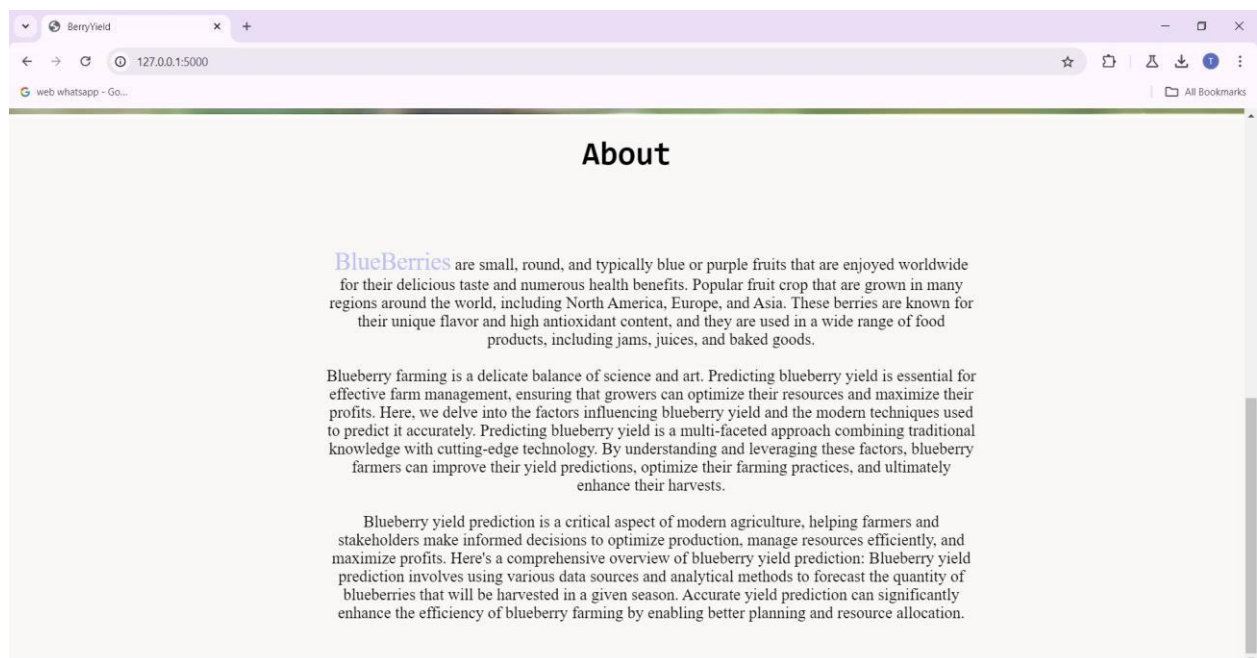 BerryYield
127.0.0.1:5000
web whatsapp - Go...
All Bookmarks
T
About
BlueBerries are small, round, and typically blue or purple fruits that are enjoyed worldwide
for their delicious taste and numerous health benefits. Popular fruit crop that are grown in many
regions around the world, including North America, Europe, and Asia. These berries are known for
their unique flavor and high antioxidant content, and they are used in a wide range of food
products, including jams, juices, and baked goods.
Blueberry farming is a delicate balance of science and art. Predicting blueberry yield is essential for
effective farm management, ensuring that growers can optimize their resources and maximize their
profits. Here, we delve into the factors influencing blueberry yield and the modern techniques used
to predict it accurately. Predicting blueberry yield is a multi-faceted approach combining traditional
knowledge with cutting-edge technology. By understanding and leveraging these factors, blueberry
farmers can improve their yield predictions, optimize their farming practices, and ultimately
enhance their harvests.
Blueberry yield prediction is a critical aspect of modern agriculture, helping farmers and
stakeholders make informed decisions to optimize production, manage resources efficiently, and
maximize profits. Here's a comprehensive overview of blueberry yield prediction: Blueberry yield
prediction involves using various data sources and analytical methods to forecast the quantity of
blueberries that will be harvested in a given season. Accurate yield prediction can significantly
enhance the efficiency of blueberry farming by enabling better planning and resource allocation.